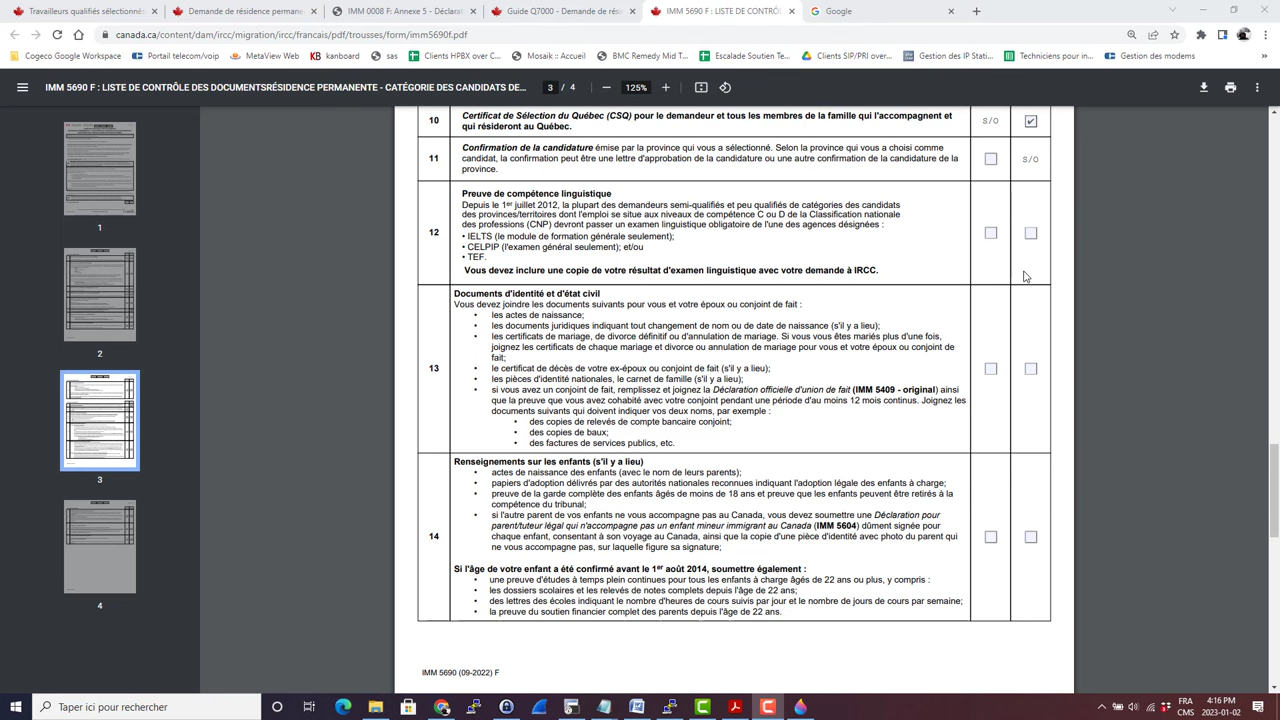 Travailleurs qualifiés sélectionnés
Demande de résidence permane
IMM 0008 F: Annexe 5 - Déclara
Guide Q7000 - Demande de rési
IMM 5690 F : LISTE DE CONTRÔ
Google
canada.ca/content/dam/ircc/migration/ircc/francais/pdf/trousses/form/imm5690f.pdf
Cogeco Google Workspace
Portail telecom/voip
MetaView Web
kanboard
sas
Clients HPBX over C...
Mosaik :: Accueil
BMC Remedy Mid T...
Escalade Soutien Te...
Clients SIP/PRI over...
Gestion des IP Stati...
Techniciens pour in...
Gestion des modems
»
IMM 5690 F : LISTE DE CONTRÔLE DES DOCUMENTSRÉSIDENCE PERMANENTE - CATÉGORIE DES CANDIDATS DE...
3 / 4
125%
1
2
3
4
10 Certificat de Sélection du Québec (CSQ) pour le demandeur et tous les membres de la famille qui l'accompagnent et S/O
qui résideront au Québec.
11 Confirmation de la candidature émise par la province qui vous a sélectionné. Selon la province qui vous a choisi comme
candidat, la confirmation peut être une lettre d'approbation de la candidature ou une autre confirmation de la candidature de la S/O
province.
12 Preuve de compétence linguistique
Depuis le 1er juillet 2012, la plupart des demandeurs semi-qualifiés et peu qualifiés de catégories des candidats
des provinces/territoires dont l'emploi se situe aux niveaux de compétence C ou D de la Classification nationale
des professions (CNP) devront passer un examen linguistique obligatoire de l'une des agences désignées :
• IELTS (le module de formation générale seulement);
• CELPIP (l'examen général seulement); et/ou
• TEF.
Vous devez inclure une copie de votre résultat d'examen linguistique avec votre demande à IRCC.
13 Documents d'identité et d'état civil
Vous devez joindre les documents suivants pour vous et votre époux ou conjoint de fait :
• les actes de naissance;
• les documents juridiques indiquant tout changement de nom ou de date de naissance (s'il y a lieu);
• les certificats de mariage, de divorce définitif ou d'annulation de mariage. Si vous vous êtes mariés plus d'une fois,
joignez les certificats de chaque mariage et divorce ou annulation de mariage pour vous et votre époux ou conjoint de
fait;
• le certificat de décès de votre ex-époux ou conjoint de fait (s'il y a lieu);
• les pièces d'identité nationales, le carnet de famille (s'il y a lieu);
• si vous avez un conjoint de fait, remplissez et joignez la Déclaration officielle d'union de fait (IMM 5409 - original) ainsi
que la preuve que vous avez cohabité avec votre conjoint pendant une période d'au moins 12 mois continus. Joignez les
documents suivants qui doivent indiquer vos deux noms, par exemple :
• des copies de relevés de compte bancaire conjoint;
• des copies de baux;
• des factures de services publics, etc.
14 Renseignements sur les enfants (s'il y a lieu)
• actes de naissance des enfants (avec le nom de leurs parents);
• papiers d'adoption délivrés par des autorités nationales reconnues indiquant l'adoption légale des enfants à charge;
• preuve de la garde complète des enfants âgés de moins de 18 ans et preuve que les enfants peuvent être retirés à la
compétence du tribunal;
• si l'autre parent de vos enfants ne vous accompagne pas au Canada, vous devez soumettre une Déclaration pour
parent/tuteur légal qui n'accompagne pas un enfant mineur immigrant au Canada (IMM 5604) dûment signée pour
chaque enfant, consentant à son voyage au Canada, ainsi que la copie d'une pièce d'identité avec photo du parent qui
ne vous accompagne pas, sur laquelle figure sa signature;
Si l'âge de votre enfant a été confirmé avant le 1er août 2014, soumettre également :
• une preuve d'études à temps plein continues pour tous les enfants à charge âgés de 22 ans ou plus, y compris :
• les dossiers scolaires et les relevés de notes complets depuis l'âge de 22 ans;
• des lettres des écoles indiquant le nombre d'heures de cours suivis par jour et le nombre de jours de cours par semaine;
• la preuve du soutien financier complet des parents depuis l'âge de 22 ans.
IMM 5690 (09-2022) F
Taper ici pour rechercher
FRA
CMS
4:16 PM
2023-01-02